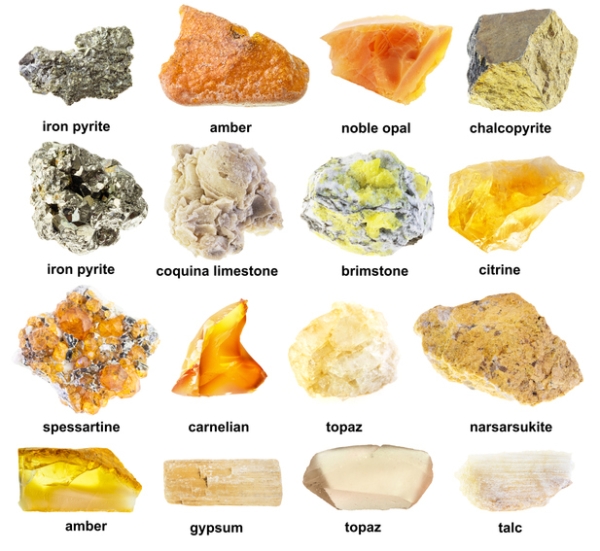 iron pyrite
amber
noble opal
chalcopyrite
iron pyrite
coquina limestone
brimstone
citrine
spessartine
carnelian
topaz
narsarsukite
amber
gypsum
topaz
talc